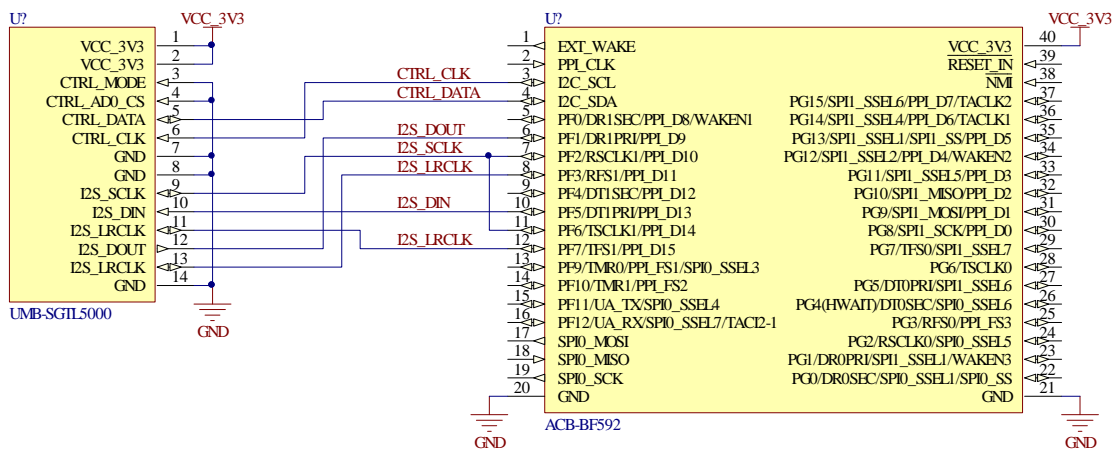 U?
VCC_3V3
VCC_3V3 1
VCC_3V3 2
CTRL_MODE 3
CTRL_AD0_CS 4
CTRL_DATA 5
CTRL_CLK 6
GND 7
GND 8
I2S_SCLK 9
I2S_DIN 10
I2S_LRCLK 11
I2S_DOUT 12
I2S_LRCLK 13
GND 14
UMB-SGTL5000
GND
CTRL_CLK
CTRL_DATA
I2S_DOUT
I2S_SCLK
I2S_LRCLK
I2S_DIN
I2S_LRCLK
U?
VCC_3V3
1 EXT_WAKE VCC_3V3 40
2 PPI_CLK RESET_IN 39
3 I2C_SCL NMI 38
4 I2C_SDA PG15/SPI1_SSEL6/PPI_D7/TACLK2 37
5 PF0/DR1SEC/PPI_D8/WAKEN1 PG14/SPI1_SSEL4/PPI_D6/TACLK1 36
6 PF1/DR1PRI/PPI_D9 PG13/SPI1_SSEL1/SPI1_SS/PPI_D5 35
7 PF2/RSCLK1/PPI_D10 PG12/SPI1_SSEL2/PPI_D4/WAKEN2 34
8 PF3/RFS1/PPI_D11 PG11/SPI1_SSEL5/PPI_D3 33
9 PF4/DT1SEC/PPI_D12 PG10/SPI1_MISO/PPI_D2 32
10 PF5/DT1PRI/PPI_D13 PG9/SPI1_MOSI/PPI_D1 31
11 PF6/TSCLK1/PPI_D14 PG8/SPI1_SCK/PPI_D0 30
12 PF7/TFS1/PPI_D15 PG7/TFS0/SPI1_SSEL7 29
13 PF9/TMR0/PPI_FS1/SPI0_SSEL3 PG6/TSCLK0 28
14 PF10/TMR1/PPI_FS2 PG5/DT0PRI/SPI1_SSEL6 27
15 PF11/UA_TX/SPI0_SSEL4 PG4(HWAIT)/DT0SEC/SPI0_SSEL6 26
16 PF12/UA_RX/SPI0_SSEL7/TACI2-1 PG3/RFS0/PPI_FS3 25
17 SPI0_MOSI PG2/RSCLK0/SPI0_SSEL5 24
18 SPI0_MISO PG1/DR0PRI/SPI1_SSEL1/WAKEN3 23
19 SPI0_SCK PG0/DR0SEC/SPI0_SSEL1/SPI0_SS 22
20 GND GND 21
ACB-BF592
GND
GND